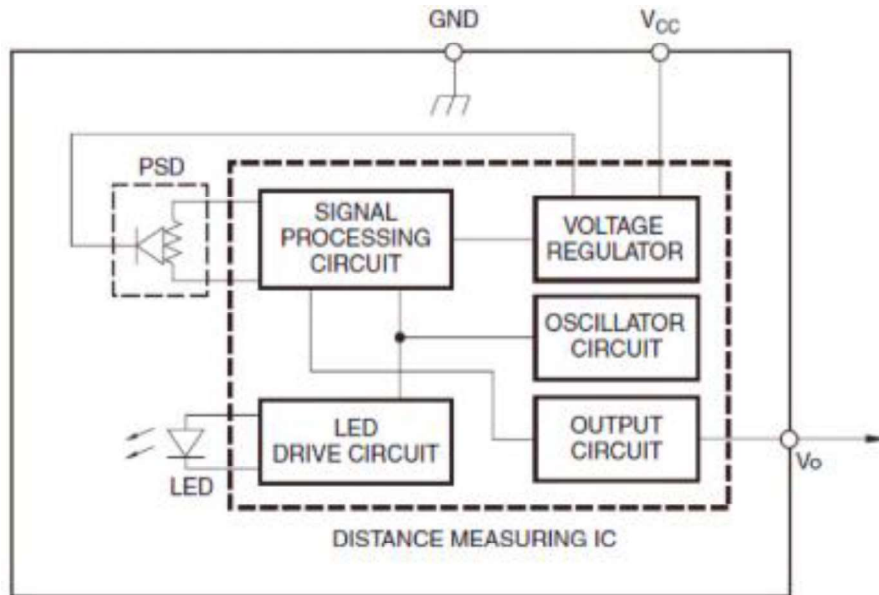 GND
VCC
PSD
SIGNAL
PROCESSING
CIRCUIT
VOLTAGE
REGULATOR
OSCILLATOR
CIRCUIT
LED
DRIVE CIRCUIT
OUTPUT
CIRCUIT
LED
Vo
DISTANCE MEASURING IC